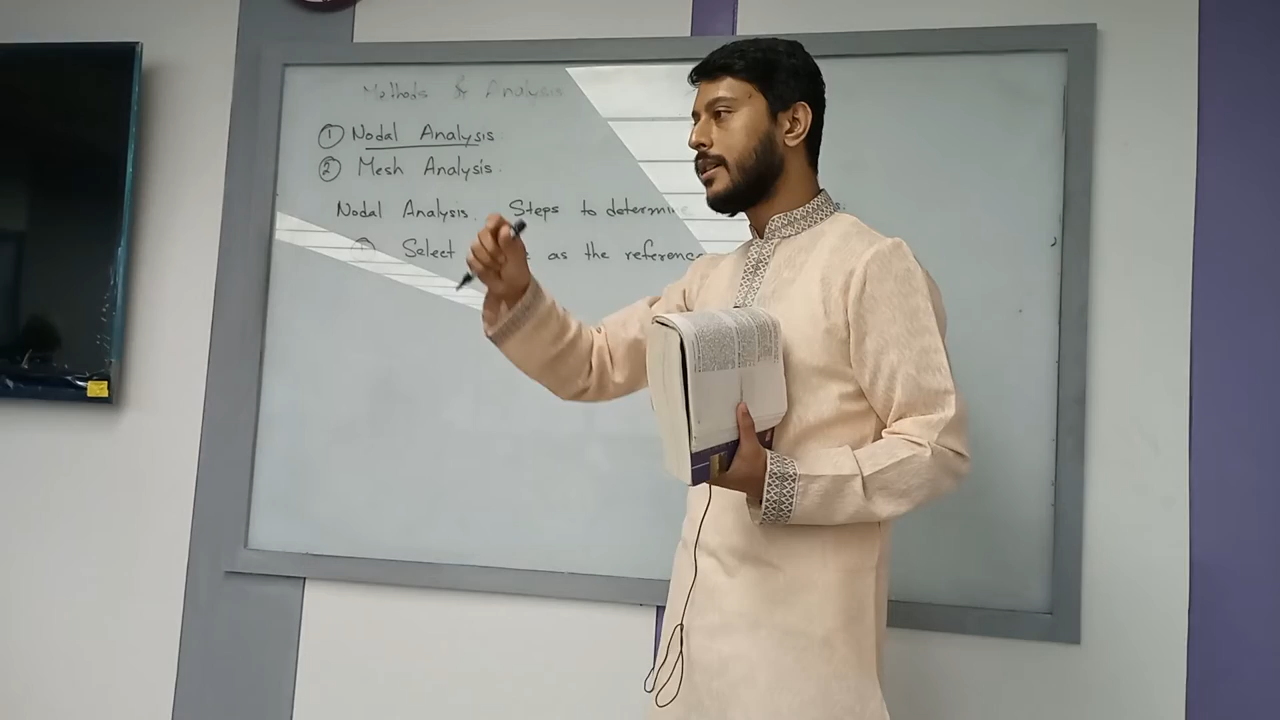 Methods & Analysis
① Nodal Analysis
② Mesh Analysis.
Nodal Analysis. Steps to determine
Select as the reference